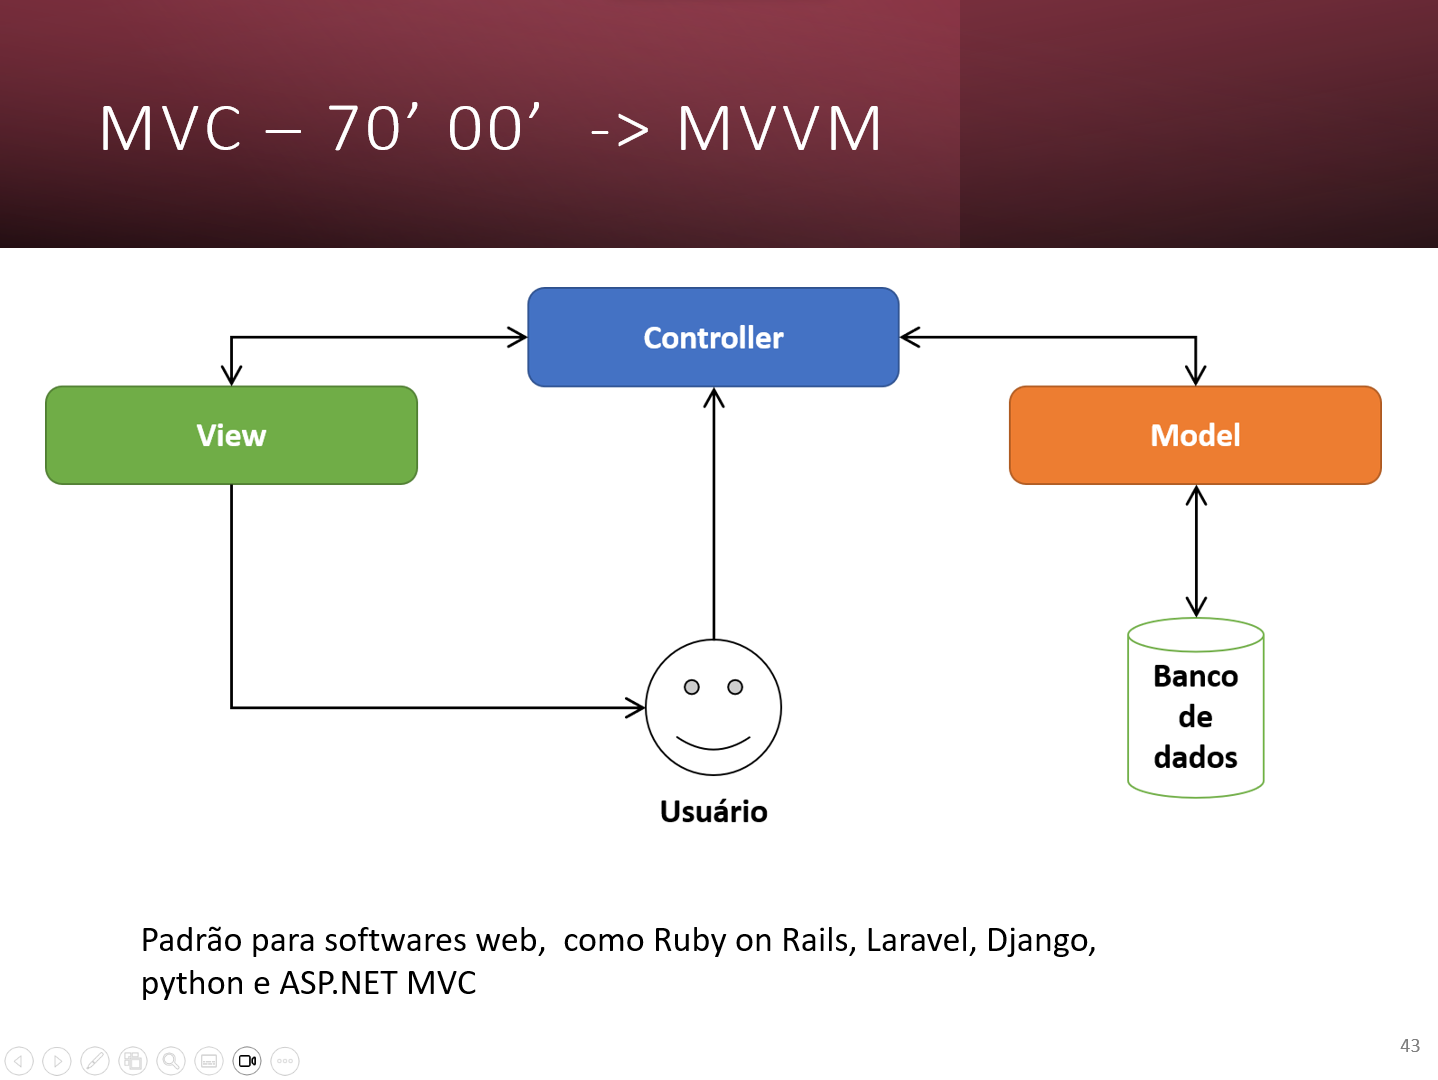 MVC – 70’ 00’  -> MVVM
Controller
View
Model
Banco
de
dados
Usuário
Padrão para softwares web,  como Ruby on Rails, Laravel, Django,
python e ASP.NET MVC
43